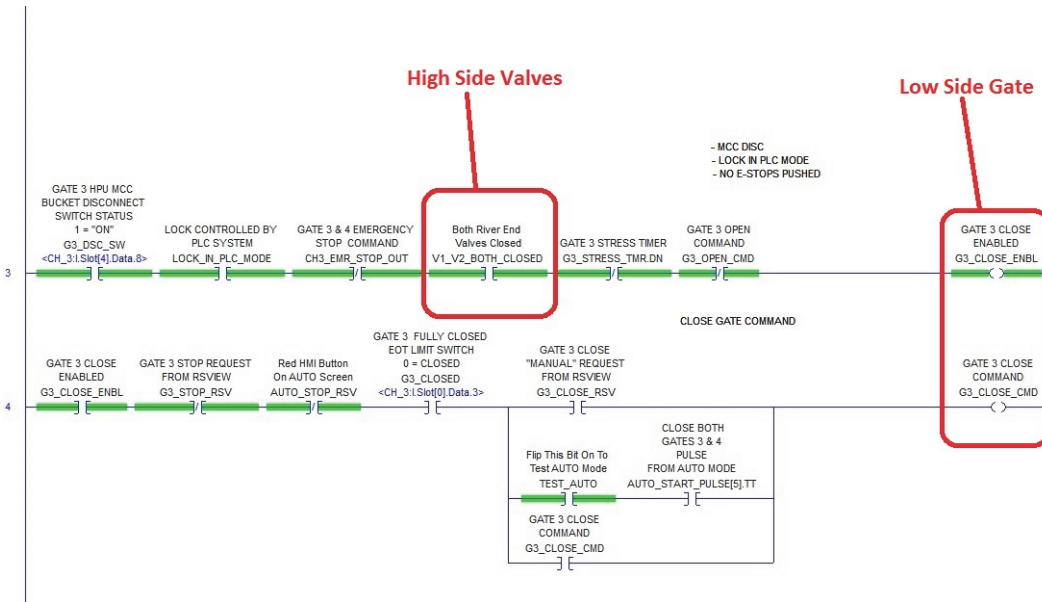 High Side Valves
Low Side Gate
- MCC DISC
- LOCK IN PLC MODE
- NO E-STOPS PUSHED
GATE 3 HPU MCC
BUCKET DISCONNECT
SWITCH STATUS
1 = "ON"
G3_DSC_SW
<CH_3:I.Slot[4].Data.8>
LOCK CONTROLLED BY
PLC SYSTEM
LOCK_IN_PLC_MODE
GATE 3 & 4 EMERGENCY
STOP COMMAND
CH3_EMR_STOP_OUT
Both River End
Valves Closed
V1_V2_BOTH_CLOSED
GATE 3 STRESS TIMER
G3_STRESS_TMR.DN
GATE 3 OPEN
COMMAND
G3_OPEN_CMD
GATE 3 CLOSE
ENABLED
G3_CLOSE_ENBL
3
CLOSE GATE COMMAND
GATE 3 CLOSE
ENABLED
G3_CLOSE_ENBL
GATE 3 STOP REQUEST
FROM RSVIEW
G3_STOP_RSV
Red HMI Button
On AUTO Screen
AUTO_STOP_RSV
GATE 3 FULLY CLOSED
EOT LIMIT SWITCH
0 = CLOSED
G3_CLOSED
<CH_3:I.Slot[0].Data.3>
GATE 3 CLOSE
"MANUAL" REQUEST
FROM RSVIEW
G3_CLOSE_RSV
GATE 3 CLOSE
COMMAND
G3_CLOSE_CMD
4
Flip This Bit On To
Test AUTO Mode
TEST_AUTO
CLOSE BOTH
GATES 3 & 4
PULSE
FROM AUTO MODE
AUTO_START_PULSE[5].TT
GATE 3 CLOSE
COMMAND
G3_CLOSE_CMD